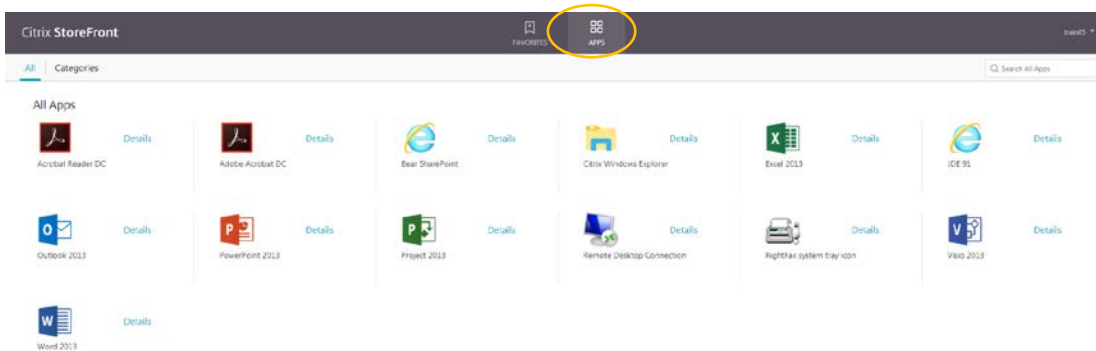 Citrix StoreFront
FAVORITES
APPS
train05
All
Categories
Search All Apps
All Apps
Details
Details
Details
Details
Details
Details
Acrobat Reader DC
Adobe Acrobat DC
Bear SharePoint
Citrix Windows Explorer
Excel 2013
JDE 91
Details
Details
Details
Details
Details
Details
Outlook 2013
PowerPoint 2013
Project 2013
Remote Desktop Connection
RightFax system tray icon
Visio 2013
Details
Word 2013